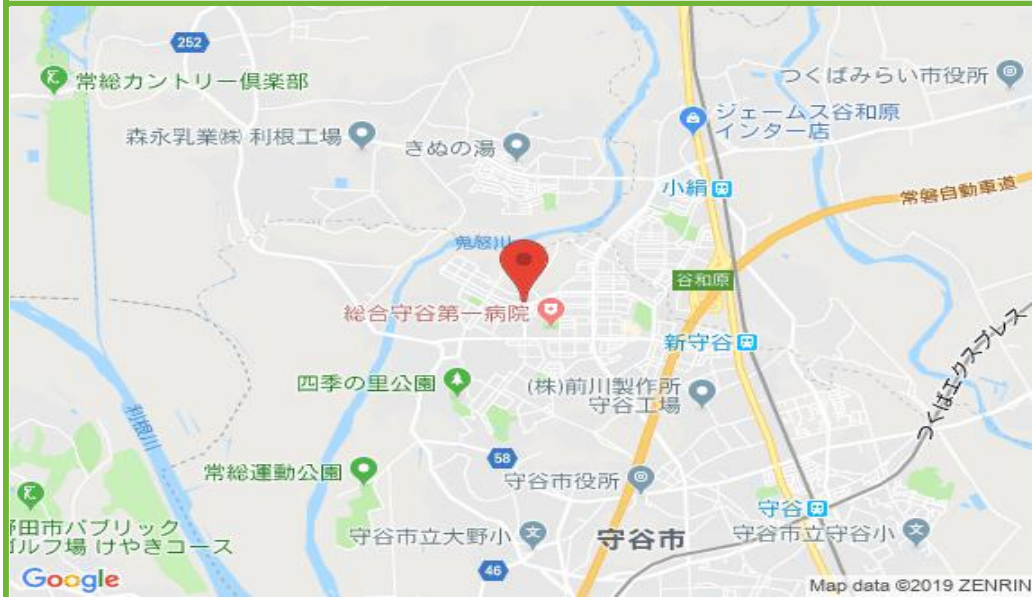 252
常総カントリー倶楽部
つくばみらい市役所
ジェームス谷和原
インター店
森永乳業㈱ 利根工場
きぬの湯
小絹
常磐自動車道
鬼怒川
谷和原
総合守谷第一病院
新守谷
つくばエクスプレス
四季の里公園
(株)前川製作所
守谷工場
利根川
58
常総運動公園
守谷市役所
守谷
野田市パブリック
ゴルフ場 けやきコース
守谷市立大野小
守谷市
守谷市立守谷小
46
Google
Map data ©2019 ZENRIN